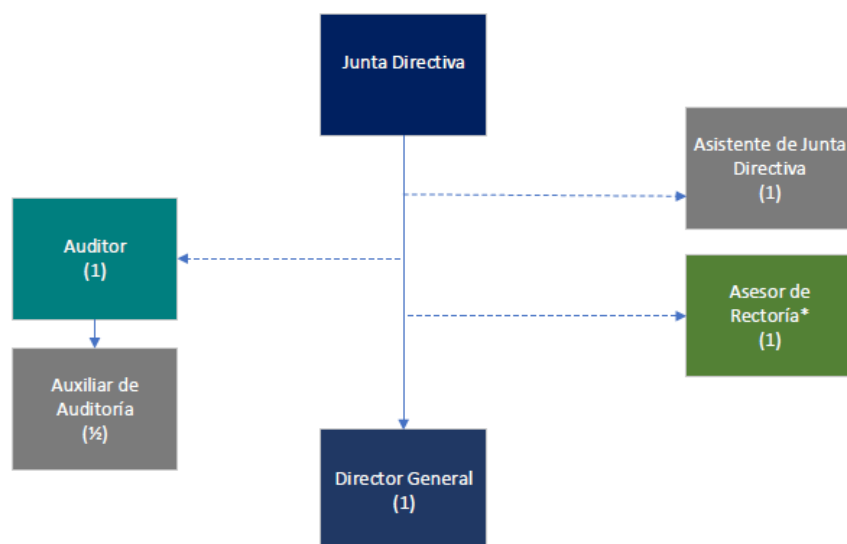 Junta Directiva
Asistente de Junta
Directiva
(1)
Auditor
(1)
Asesor de
Rectoría*
(1)
Auxiliar de
Auditoría
(½)
Director General
(1)